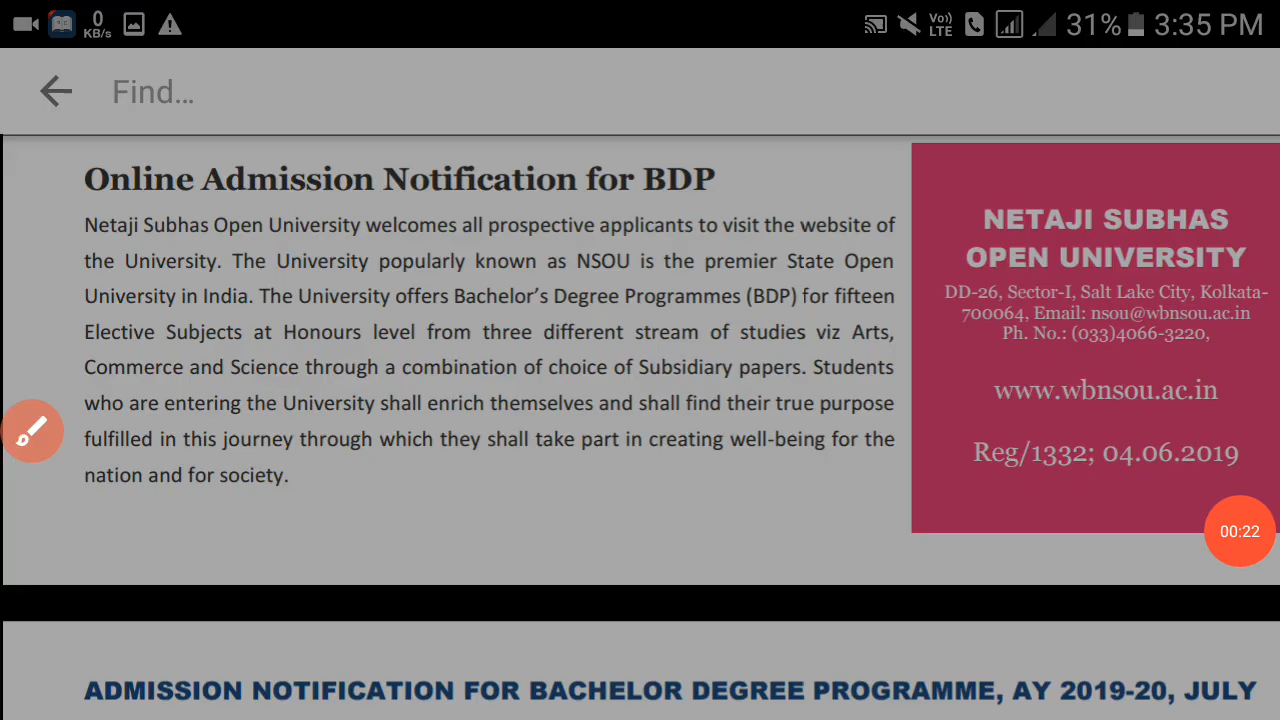 0
KB/s
Vo))
LTE
31%
3:35 PM
Find...
Online Admission Notification for BDP
Netaji Subhas Open University welcomes all prospective applicants to visit the website of
the University. The University popularly known as NSOU is the premier State Open
University in India. The University offers Bachelor’s Degree Programmes (BDP) for fifteen
Elective Subjects at Honours level from three different stream of studies viz Arts,
Commerce and Science through a combination of choice of Subsidiary papers. Students
who are entering the University shall enrich themselves and shall find their true purpose
fulfilled in this journey through which they shall take part in creating well-being for the
nation and for society.
NETAJI SUBHAS
OPEN UNIVERSITY
DD-26, Sector-I, Salt Lake City, Kolkata-
700064, Email: nsou@wbnsou.ac.in
Ph. No.: (033)4066-3220,
www.wbnsou.ac.in
Reg/1332; 04.06.2019
00:22
ADMISSION NOTIFICATION FOR BACHELOR DEGREE PROGRAMME, AY 2019-20, JULY